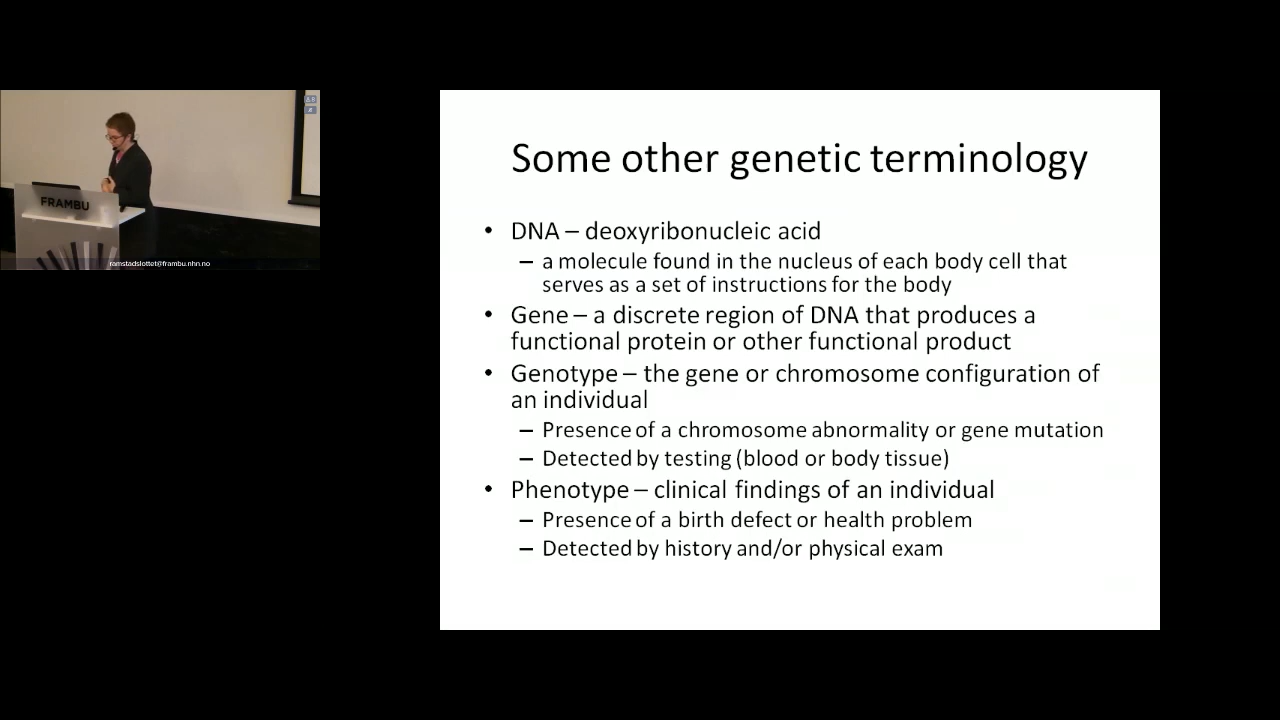 FRAMBU
ramstadslottet@frambu.nhn.no
Some other genetic terminology
• DNA – deoxyribonucleic acid
– a molecule found in the nucleus of each body cell that
serves as a set of instructions for the body
• Gene – a discrete region of DNA that produces a
functional protein or other functional product
• Genotype – the gene or chromosome configuration of
an individual
– Presence of a chromosome abnormality or gene mutation
– Detected by testing (blood or body tissue)
• Phenotype – clinical findings of an individual
– Presence of a birth defect or health problem
– Detected by history and/or physical exam